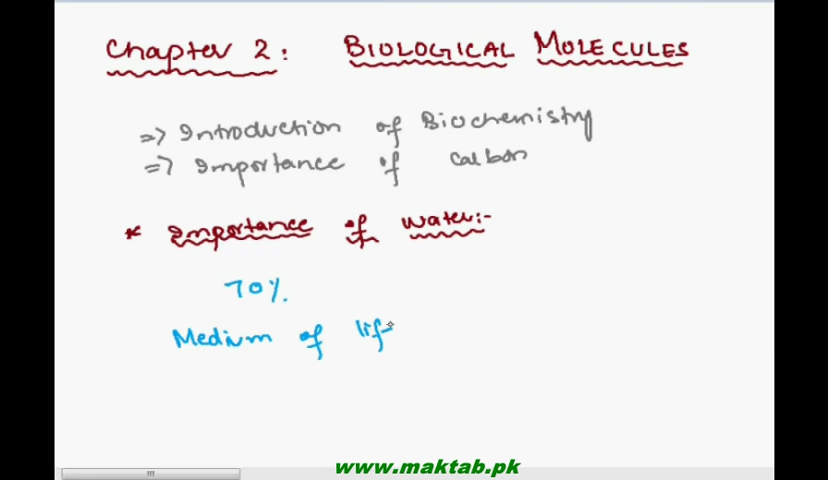 Chapter 2: BIOLOGICAL MOLECULES
=> Introduction of Biochemistry
=> Importance of Carbon
* Importance of water:-
70%.
Medium of lif
www.maktab.pk